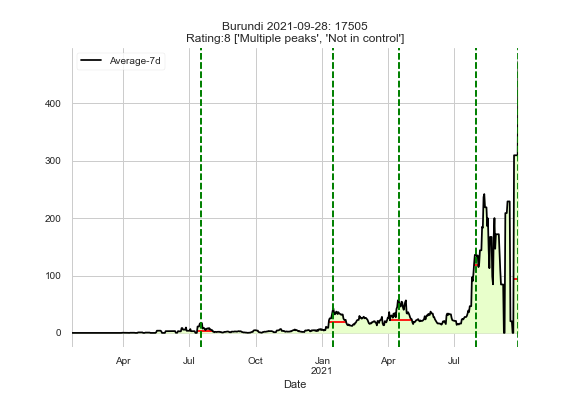 Burundi 2021-09-28: 17505
Rating:8 ['Multiple peaks', 'Not in control']
Average-7d
400
300
200
100
0
Apr Jul Oct Jan Apr Jul
2021
Date